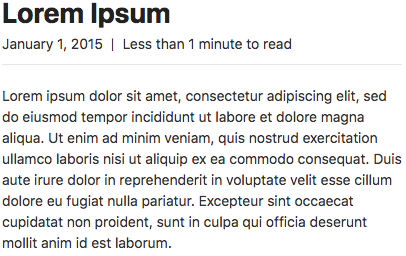 Lorem Ipsum
January 1, 2015 | Less than 1 minute to read
Lorem ipsum dolor sit amet, consectetur adipiscing elit, sed
do eiusmod tempor incididunt ut labore et dolore magna
aliqua. Ut enim ad minim veniam, quis nostrud exercitation
ullamco laboris nisi ut aliquip ex ea commodo consequat. Duis
aute irure dolor in reprehenderit in voluptate velit esse cillum
dolore eu fugiat nulla pariatur. Excepteur sint occaecat
cupidatat non proident, sunt in culpa qui officia deserunt
mollit anim id est laborum.